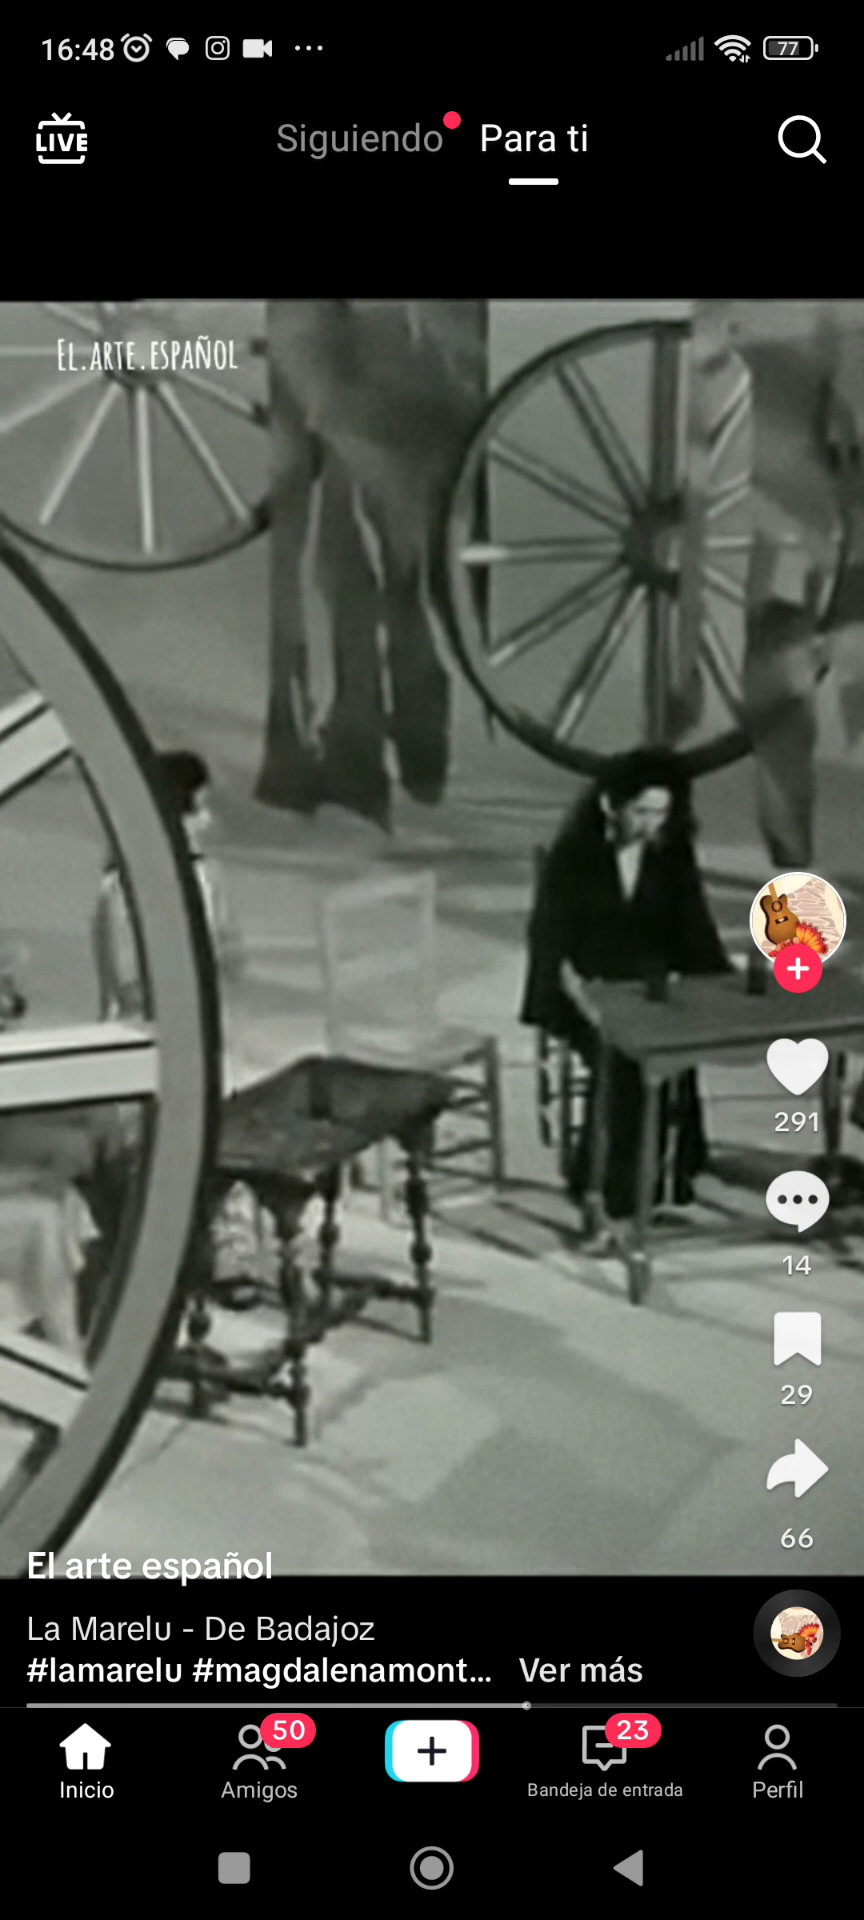 16:48
77
LIVE
Siguiendo
Para ti
EL.ARTE.ESPAÑOL
291
14
29
66
El arte español
La Marelu - De Badajoz
#lamarelu #magdalenamont... Ver más
50
23
Inicio
Amigos
Bandeja de entrada
Perfil